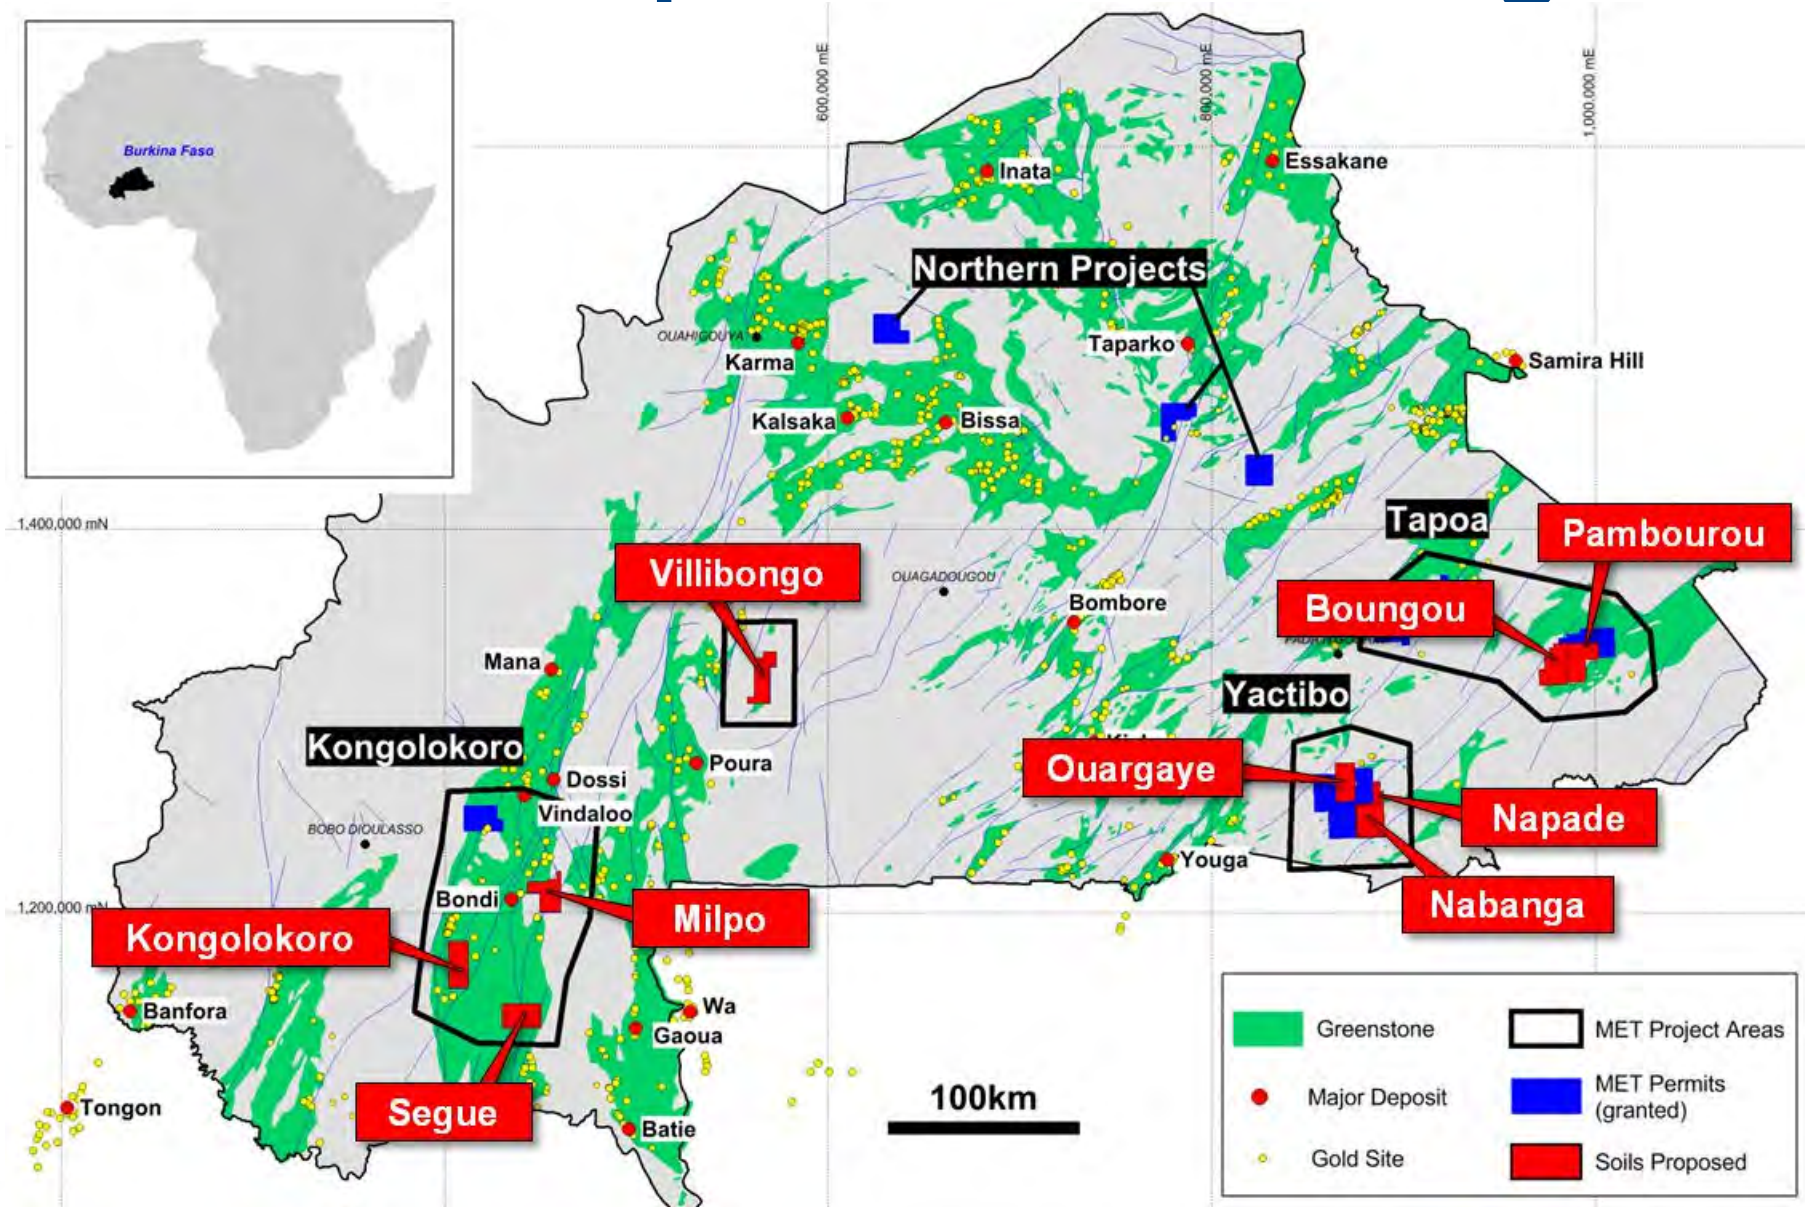 Burkina Faso
600,000 mE
800,000 mE
1,000,000 mE
Inata
Essakane
Northern Projects
OUAHIGOUYA
Karma
Taparko
Samira Hill
Kalsaka
Bissa
1,400,000 mN
Tapoa
Pambourou
Villibongo
OUAGADOUGOU
Bombore
Boungou
Mana
Yactibo
Kongolokoro
Poura
Ouargaye
Dossi
Vindaloo
BOBO DIOULASSO
Napade
Youga
Bondi
Nabanga
1,200,000 mN
Milpo
Kongolokoro
Banfora
Wa
Gaoua
Segue
Tongon
Batie
100km
Greenstone
MET Project Areas
Major Deposit
MET Permits
(granted)
Gold Site
Soils Proposed